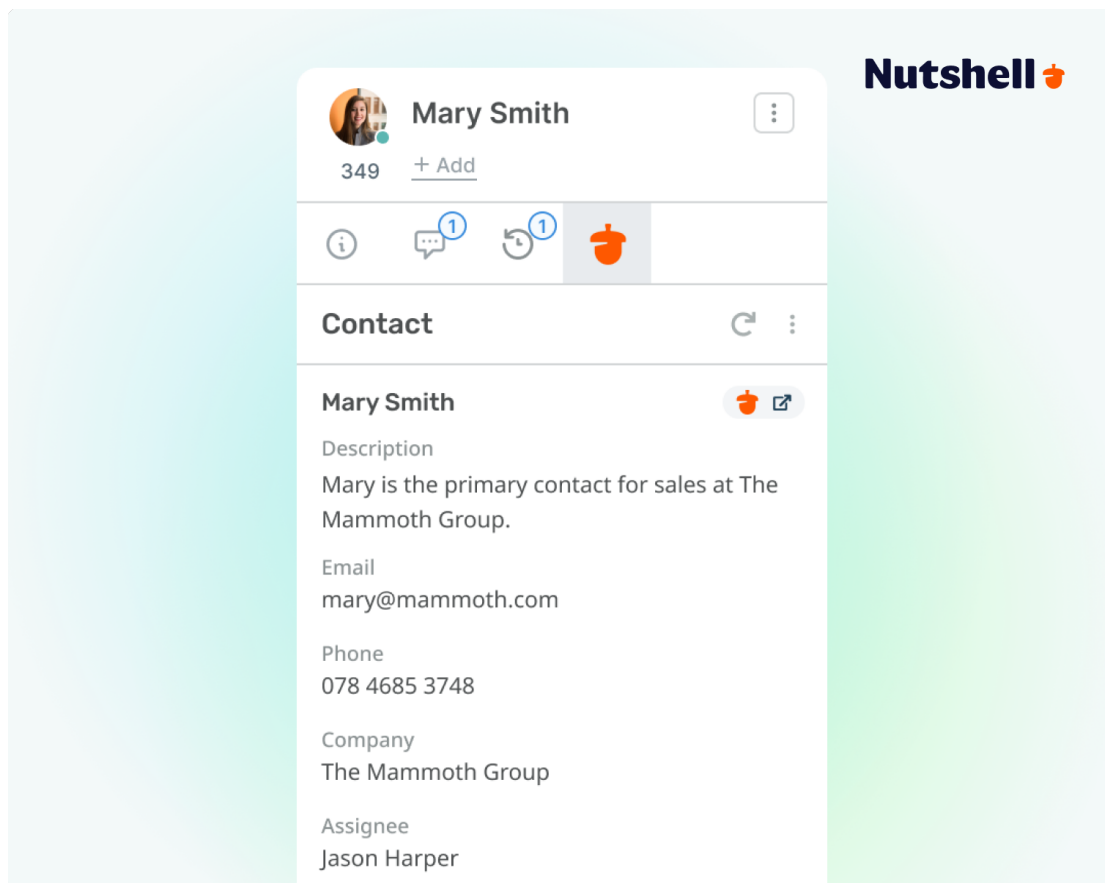 Nutshell
Mary Smith
349
+ Add
1
1
Contact
Mary Smith
Description
Mary is the primary contact for sales at The
Mammoth Group.
Email
mary@mammoth.com
Phone
078 4685 3748
Company
The Mammoth Group
Assignee
Jason Harper